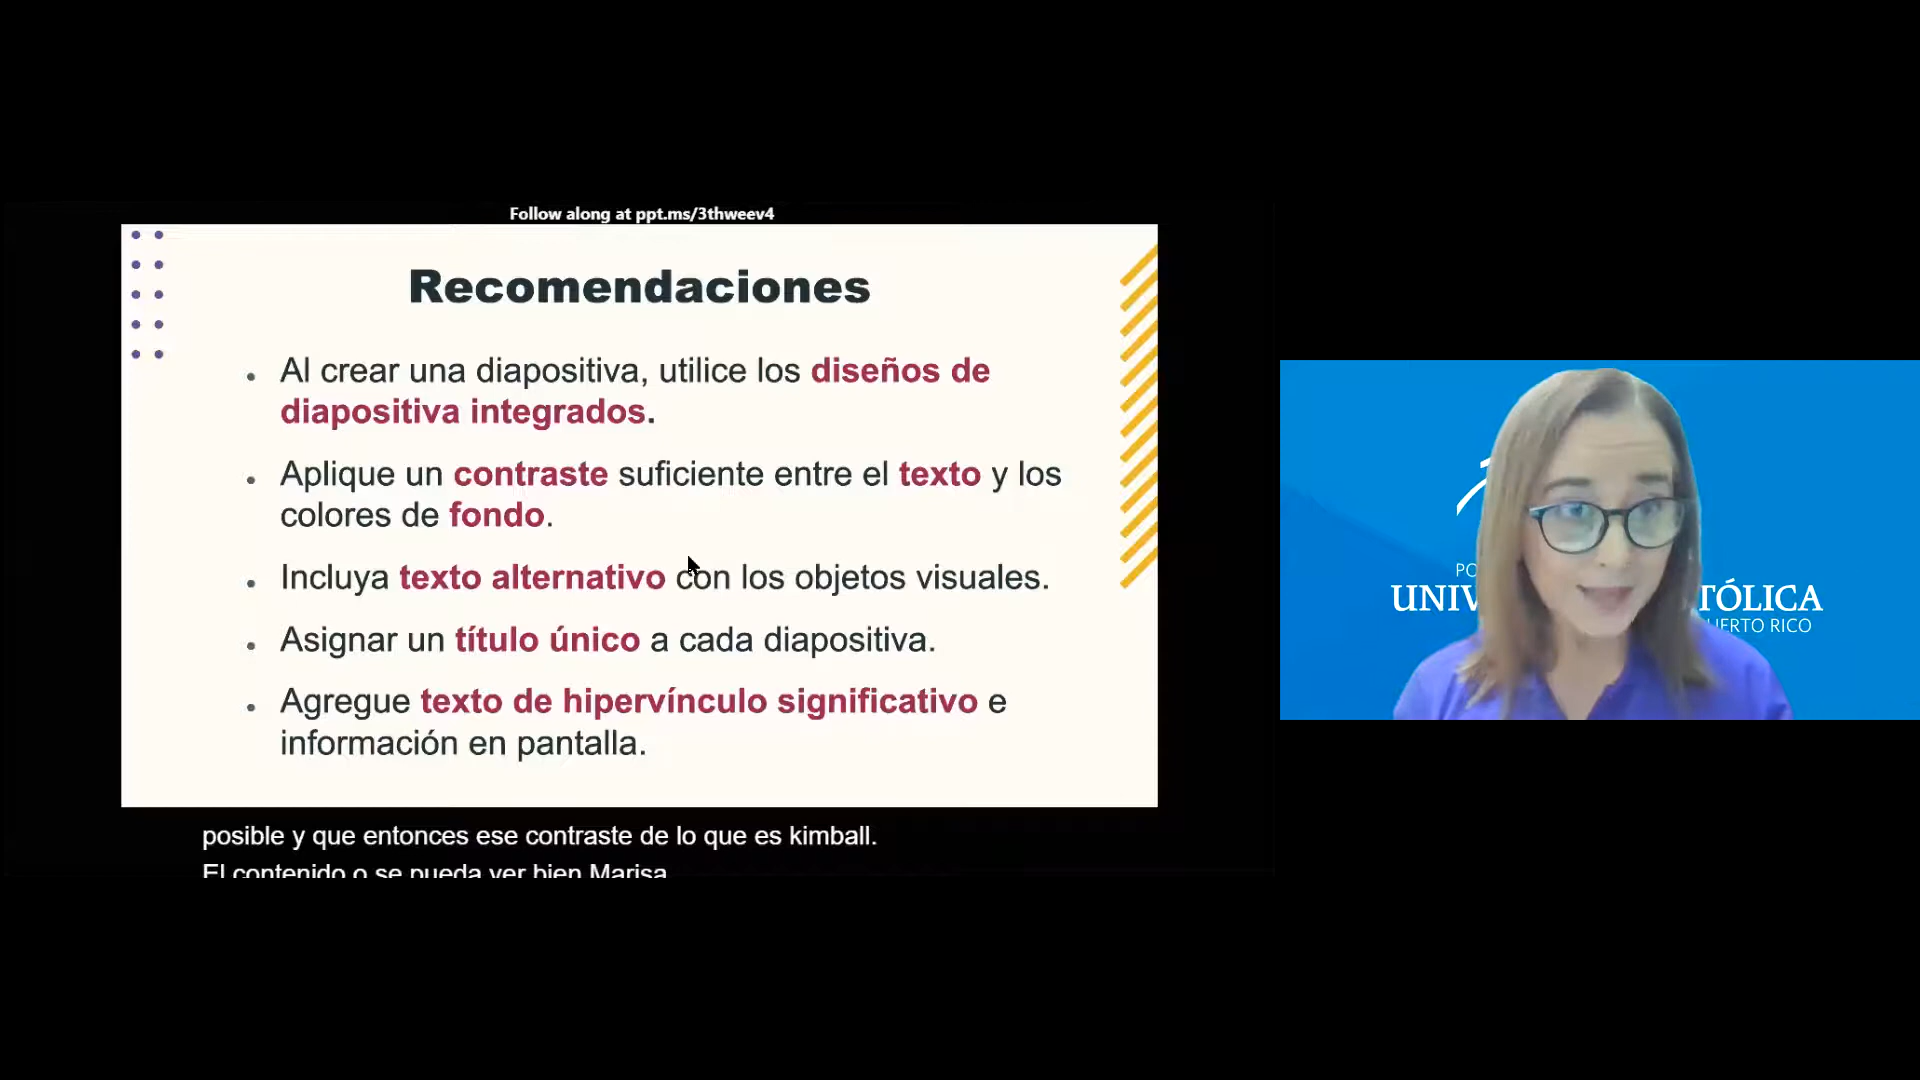 Follow along at ppt.ms/3thweev4
Recomendaciones
Al crear una diapositiva, utilice los diseños de
diapositiva integrados.
Aplique un contraste suficiente entre el texto y los
colores de fondo.
Incluya texto alternativo con los objetos visuales.
Asignar un título único a cada diapositiva.
Agregue texto de hipervínculo significativo e
información en pantalla.
posible y que entonces ese contraste de lo que es kimball.
El contenido o se pueda ver bien Marisa
PO
UNIV TÓLICA
UERTO RICO